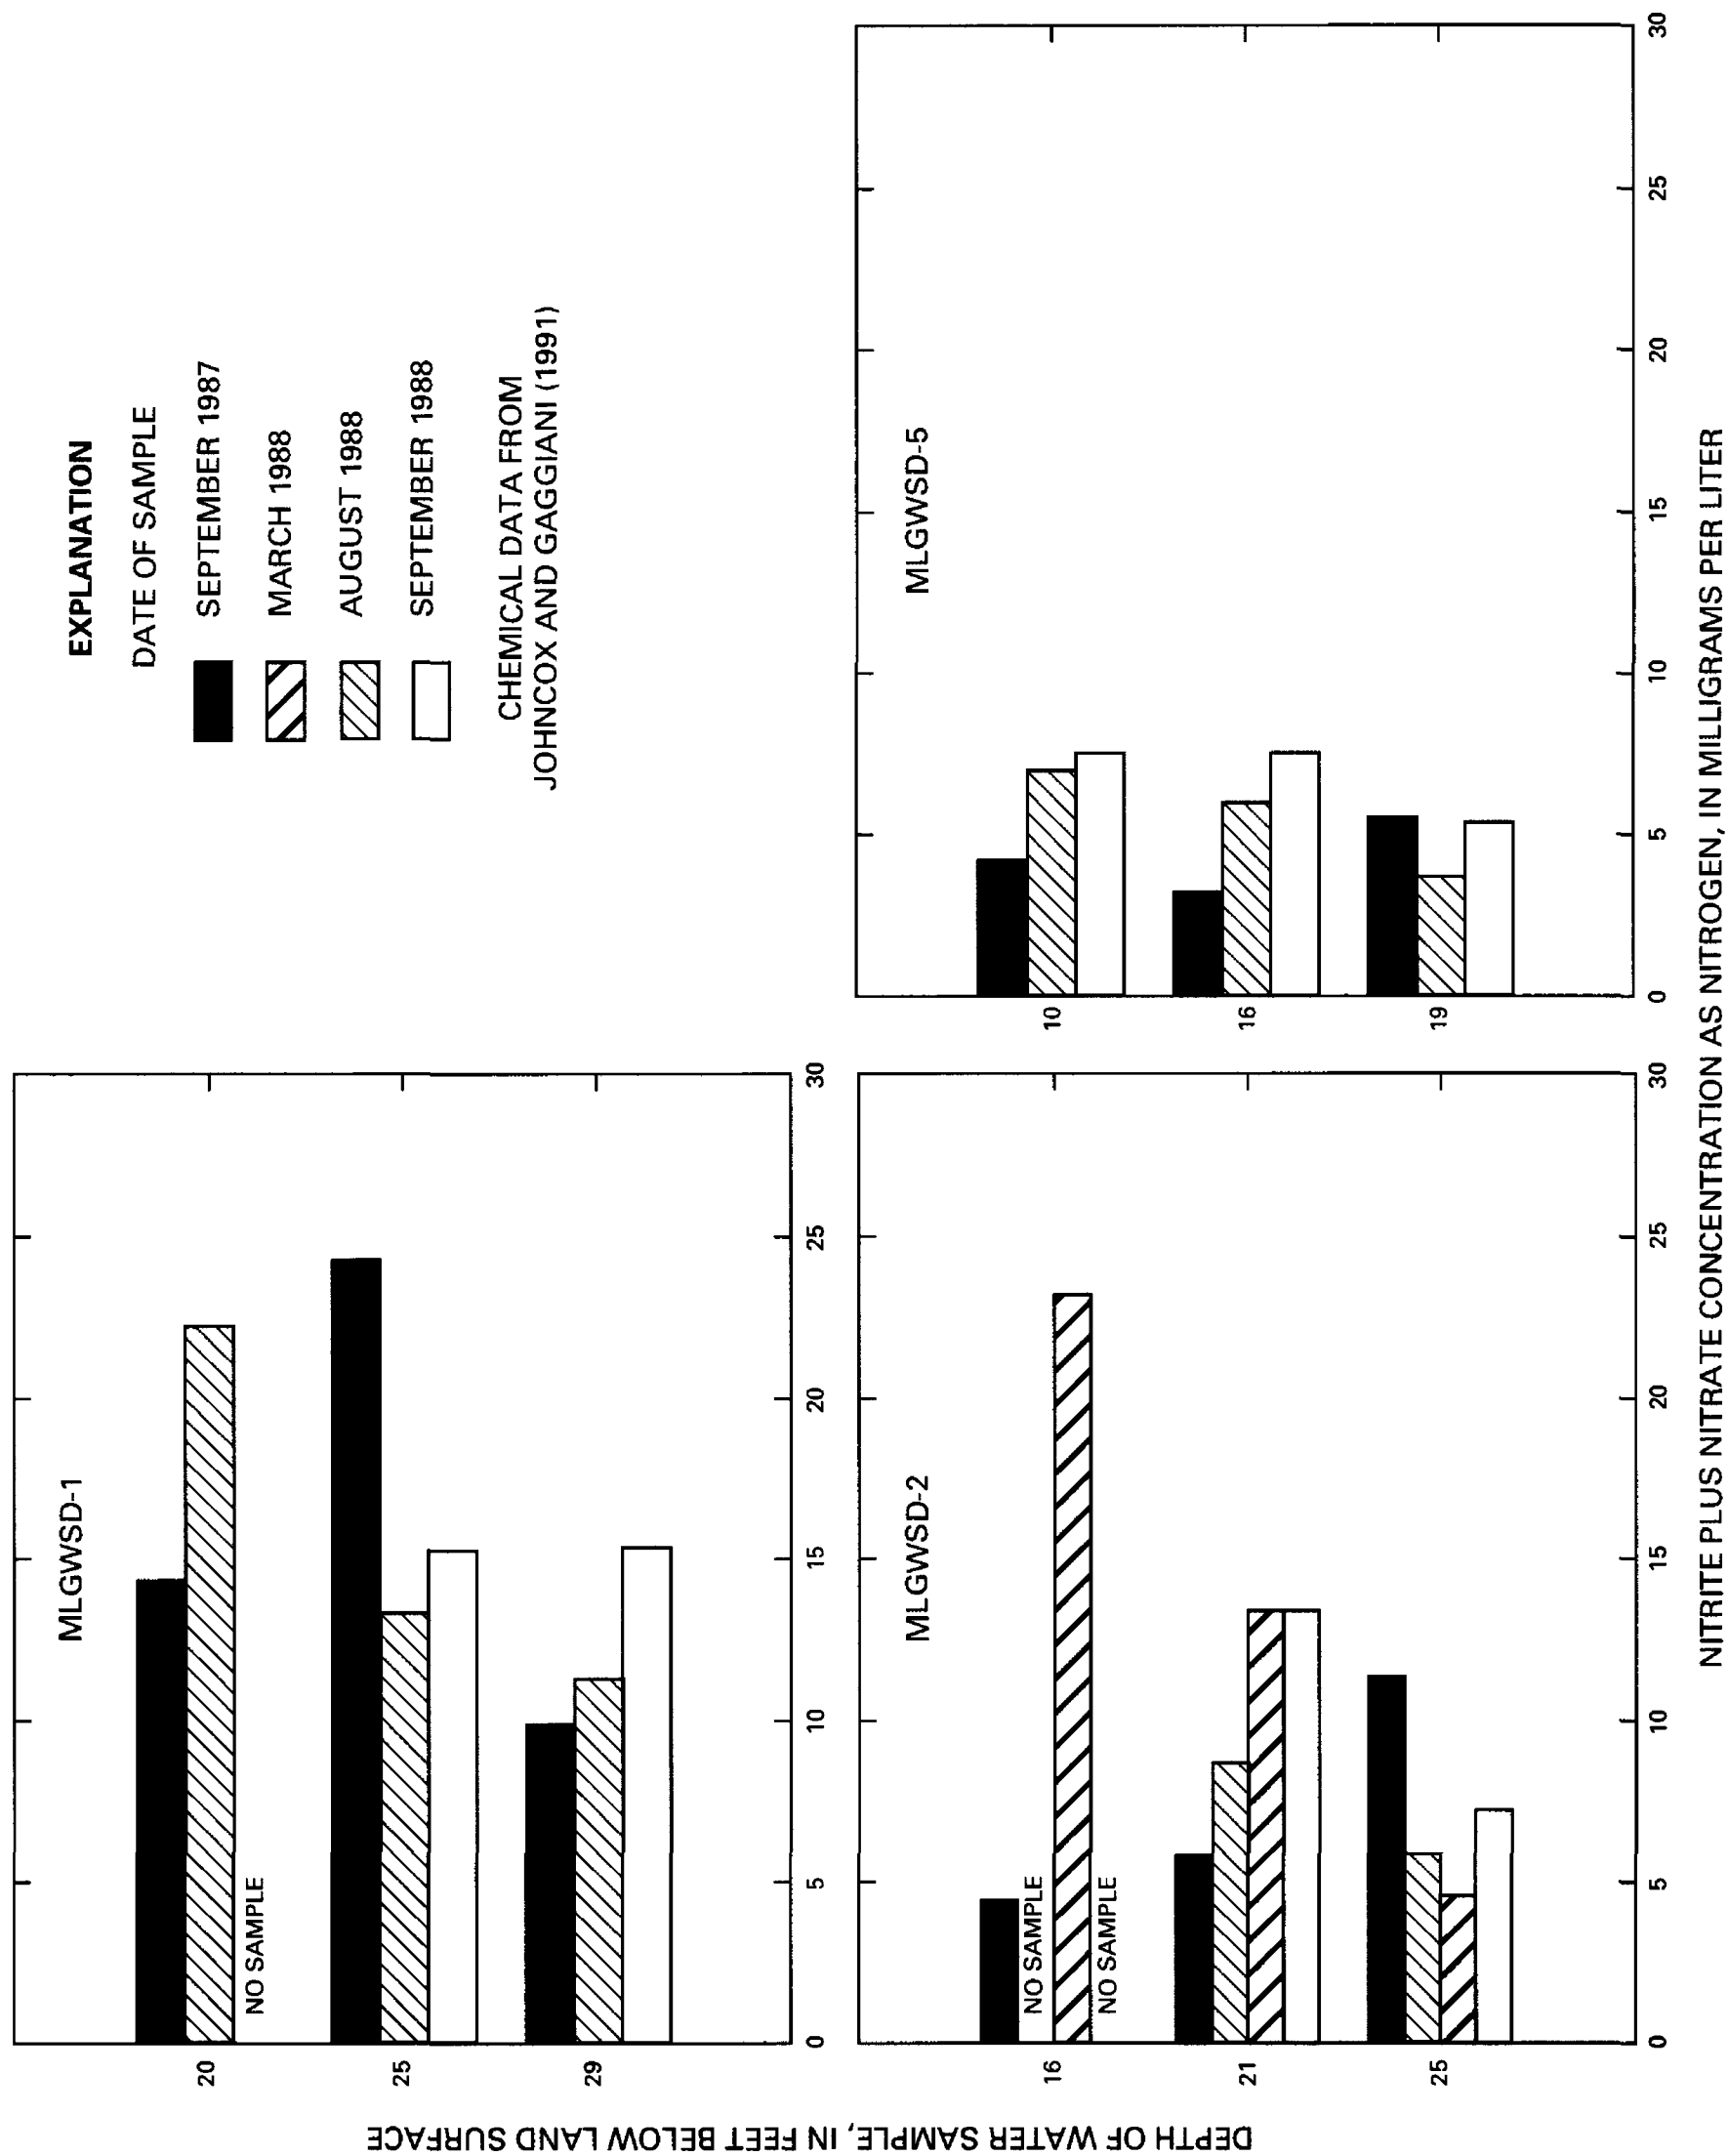 MLGWSD-1
20
25
29
NO SAMPLE
0
5
10
15
20
25
30
EXPLANATION
DATE OF SAMPLE
SEPTEMBER 1987
MARCH 1988
AUGUST 1988
SEPTEMBER 1988
CHEMICAL DATA FROM
JOHNCOX AND GAGGIANI (1991)
MLGWSD-2
16
21
25
NO SAMPLE
NO SAMPLE
0
5
10
15
20
25
30
MLGWSD-5
10
16
19
0
5
10
15
20
25
30
DEPTH OF WATER SAMPLE, IN FEET BELOW LAND SURFACE
NITRITE PLUS NITRATE CONCENTRATION AS NITROGEN, IN MILLIGRAMS PER LITER